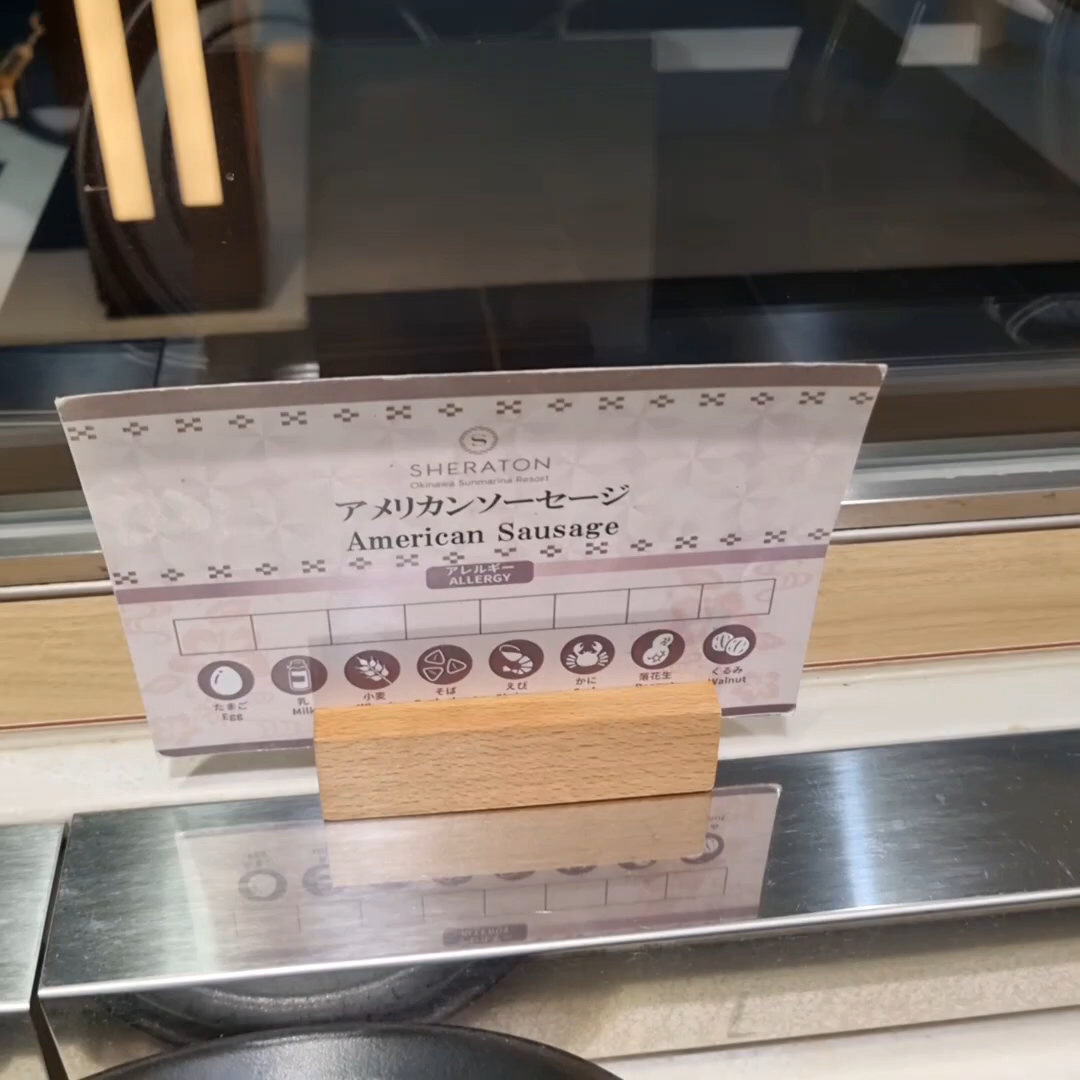 S
SHERATON
Okinawa Sunmarina Resort
アメリカンソーセージ
American Sausage
アレルギー
ALLERGY
たまご 乳 小麦 そば えび かに 落花生 くるみ
Egg Milk Walnut